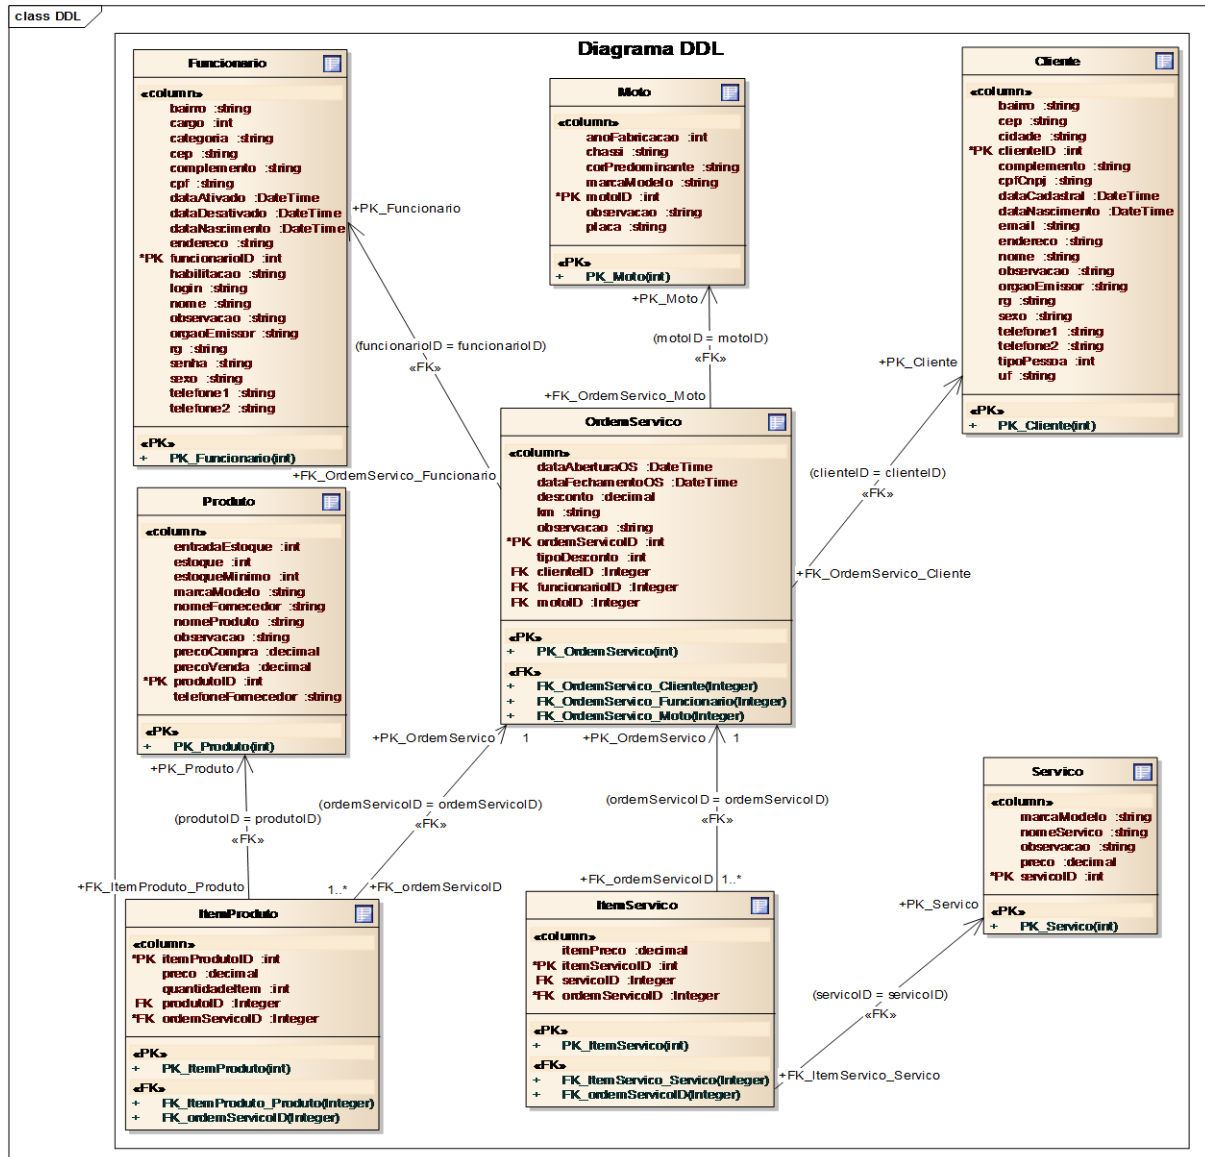 class DDL
Diagrama DDL
Funcionario
«column»
bairro :string
cargo :int
categoria :string
cep :string
complemento :string
cpf :string
dataAtivado :DateTime
dataDesativado :DateTime
dataNascimento :DateTime
endereco :string
*PK funcionarioID :int
habilitacao :string
login :string
nome :string
observacao :string
orgaoEmissor :string
rg :string
senha :string
sexo :string
telefone1 :string
telefone2 :string
«PK»
+ PK_Funcionario(int)
Moto
«column»
anoFabricacao :int
chassi :string
corPredominante :string
marcaModelo :string
*PK motoID :int
observacao :string
placa :string
«PK»
+ PK_Moto(int)
Cliente
«column»
bairro :string
cep :string
cidade :string
*PK clienteID :int
complemento :string
cpfCnpj :string
dataCadastral :DateTime
dataNascimento :DateTime
email :string
endereco :string
nome :string
observacao :string
orgaoEmissor :string
rg :string
sexo :string
telefone1 :string
telefone2 :string
tipoPessoa :int
uf :string
«PK»
+ PK_Cliente(int)
+PK_Funcionario
(funcionarioID = funcionarioID)
«FK»
+FK_OrdemServico_Funcionario
+PK_Moto
(motoID = motoID)
«FK»
+FK_OrdemServico_Moto
+PK_Cliente
(clienteID = clienteID)
«FK»
+FK_OrdemServico_Cliente
OrdemServico
«column»
dataAberturaOS :DateTime
dataFechamentoOS :DateTime
desconto :decimal
km :string
observacao :string
*PK ordemServicoID :int
tipoDesconto :int
FK clienteID :Integer
FK funcionarioID :Integer
FK motoID :Integer
«PK»
+ PK_OrdemServico(int)
«FK»
+ FK_OrdemServico_Cliente(Integer)
+ FK_OrdemServico_Funcionario(Integer)
+ FK_OrdemServico_Moto(Integer)
Produto
«column»
entradaEstoque :int
estoque :int
estoqueMinimo :int
marcaModelo :string
nomeFornecedor :string
nomeProduto :string
observacao :string
precoCompra :decimal
precoVenda :decimal
*PK produtoID :int
telefoneFornecedor :string
«PK»
+ PK_Produto(int)
+PK_Produto
(produtoID = produtoID)
«FK»
+FK_ItemProduto_Produto
+PK_OrdemServico 1
(ordemServicoID = ordemServicoID)
«FK»
1..* +FK_ordemServicoID
+PK_OrdemServico 1
(ordemServicoID = ordemServicoID)
«FK»
+FK_ordemServicoID 1..*
Servico
«column»
marcaModelo :string
nomeServico :string
observacao :string
preco :decimal
*PK servicoID :int
«PK»
+ PK_Servico(int)
+PK_Servico
(servicoID = servicoID)
«FK»
+FK_ItemServico_Servico
ItemProduto
«column»
*PK itemProdutoID :int
preco :decimal
quantidadeItem :int
FK produtoID :Integer
*FK ordemServicoID :Integer
«PK»
+ PK_ItemProduto(int)
«FK»
+ FK_ItemProduto_Produto(Integer)
+ FK_ordemServicoID(Integer)
ItemServico
«column»
itemPreco :decimal
*PK itemServicoID :int
FK servicoID :Integer
*FK ordemServicoID :Integer
«PK»
+ PK_ItemServico(int)
«FK»
+ FK_ItemServico_Servico(Integer)
+ FK_ordemServicoID(Integer)